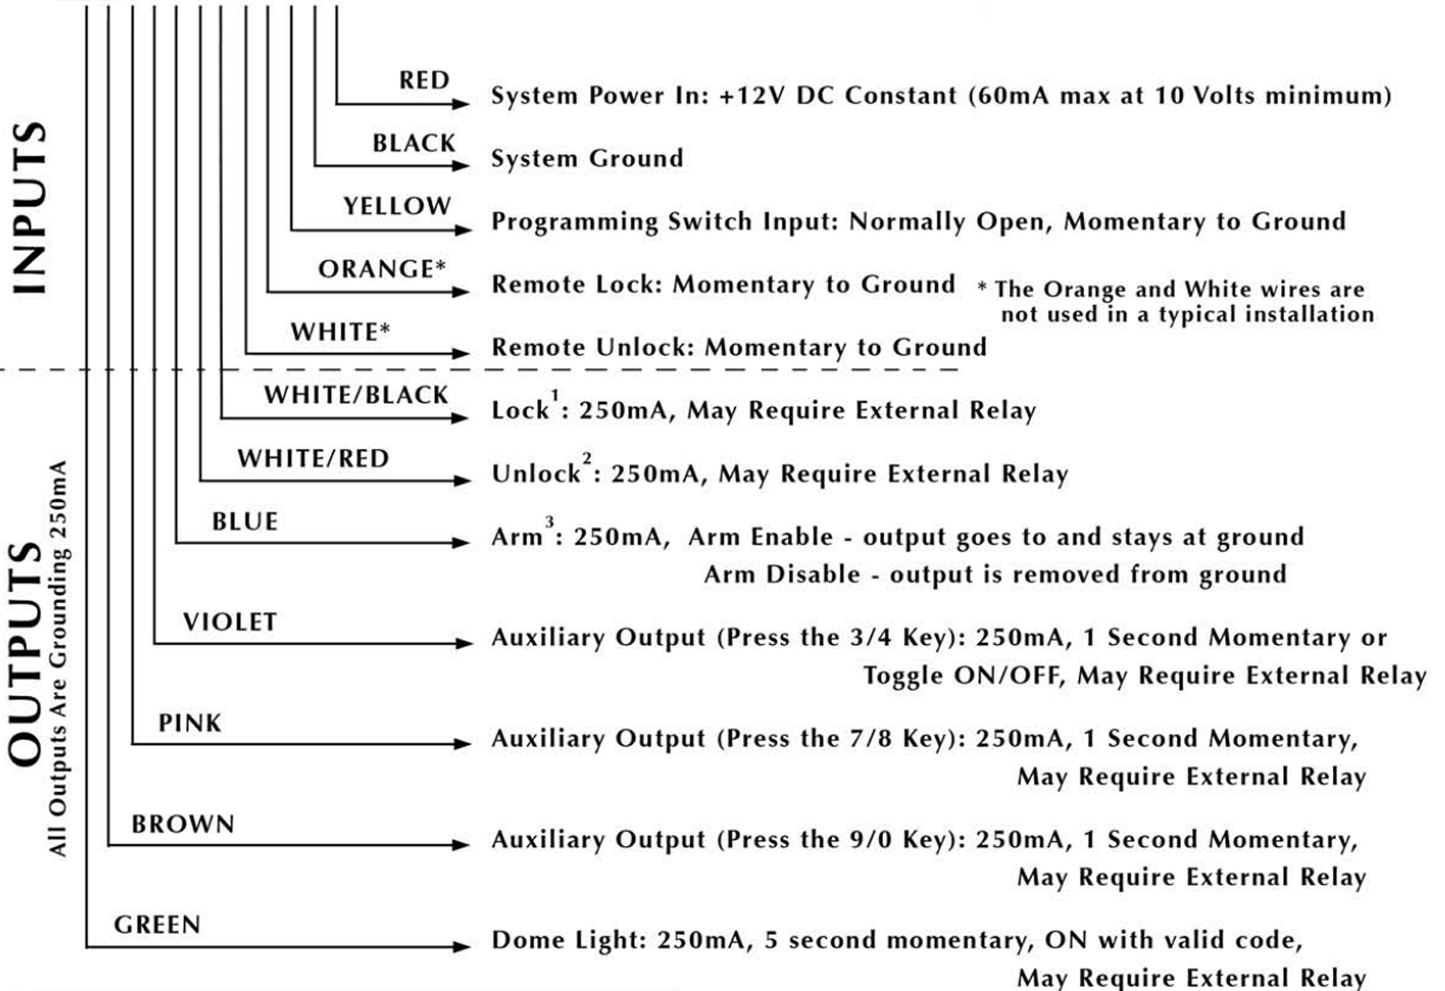 INPUTS
RED
System Power In: +12V DC Constant (60mA max at 10 Volts minimum)
BLACK
System Ground
YELLOW
Programming Switch Input: Normally Open, Momentary to Ground
ORANGE*
Remote Lock: Momentary to Ground
* The Orange and White wires are
not used in a typical installation
WHITE*
Remote Unlock: Momentary to Ground
OUTPUTS
All Outputs Are Grounding 250mA
WHITE/BLACK
Lock¹: 250mA, May Require External Relay
WHITE/RED
Unlock²: 250mA, May Require External Relay
BLUE
Arm³: 250mA, Arm Enable - output goes to and stays at ground
Arm Disable - output is removed from ground
VIOLET
Auxiliary Output (Press the 3/4 Key): 250mA, 1 Second Momentary or
Toggle ON/OFF, May Require External Relay
PINK
Auxiliary Output (Press the 7/8 Key): 250mA, 1 Second Momentary,
May Require External Relay
BROWN
Auxiliary Output (Press the 9/0 Key): 250mA, 1 Second Momentary,
May Require External Relay
GREEN
Dome Light: 250mA, 5 second momentary, ON with valid code,
May Require External Relay